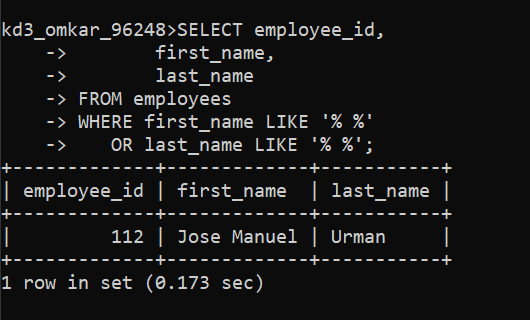 kd3_omkar_96248>SELECT employee_id,
    ->        first_name,
    ->        last_name
    -> FROM employees
    -> WHERE first_name LIKE '% %'
    ->    OR last_name LIKE '% %';
+-------------+-------------+-----------+
| employee_id | first_name  | last_name |
+-------------+-------------+-----------+
|         112 | Jose Manuel | Urman     |
+-------------+-------------+-----------+
1 row in set (0.173 sec)